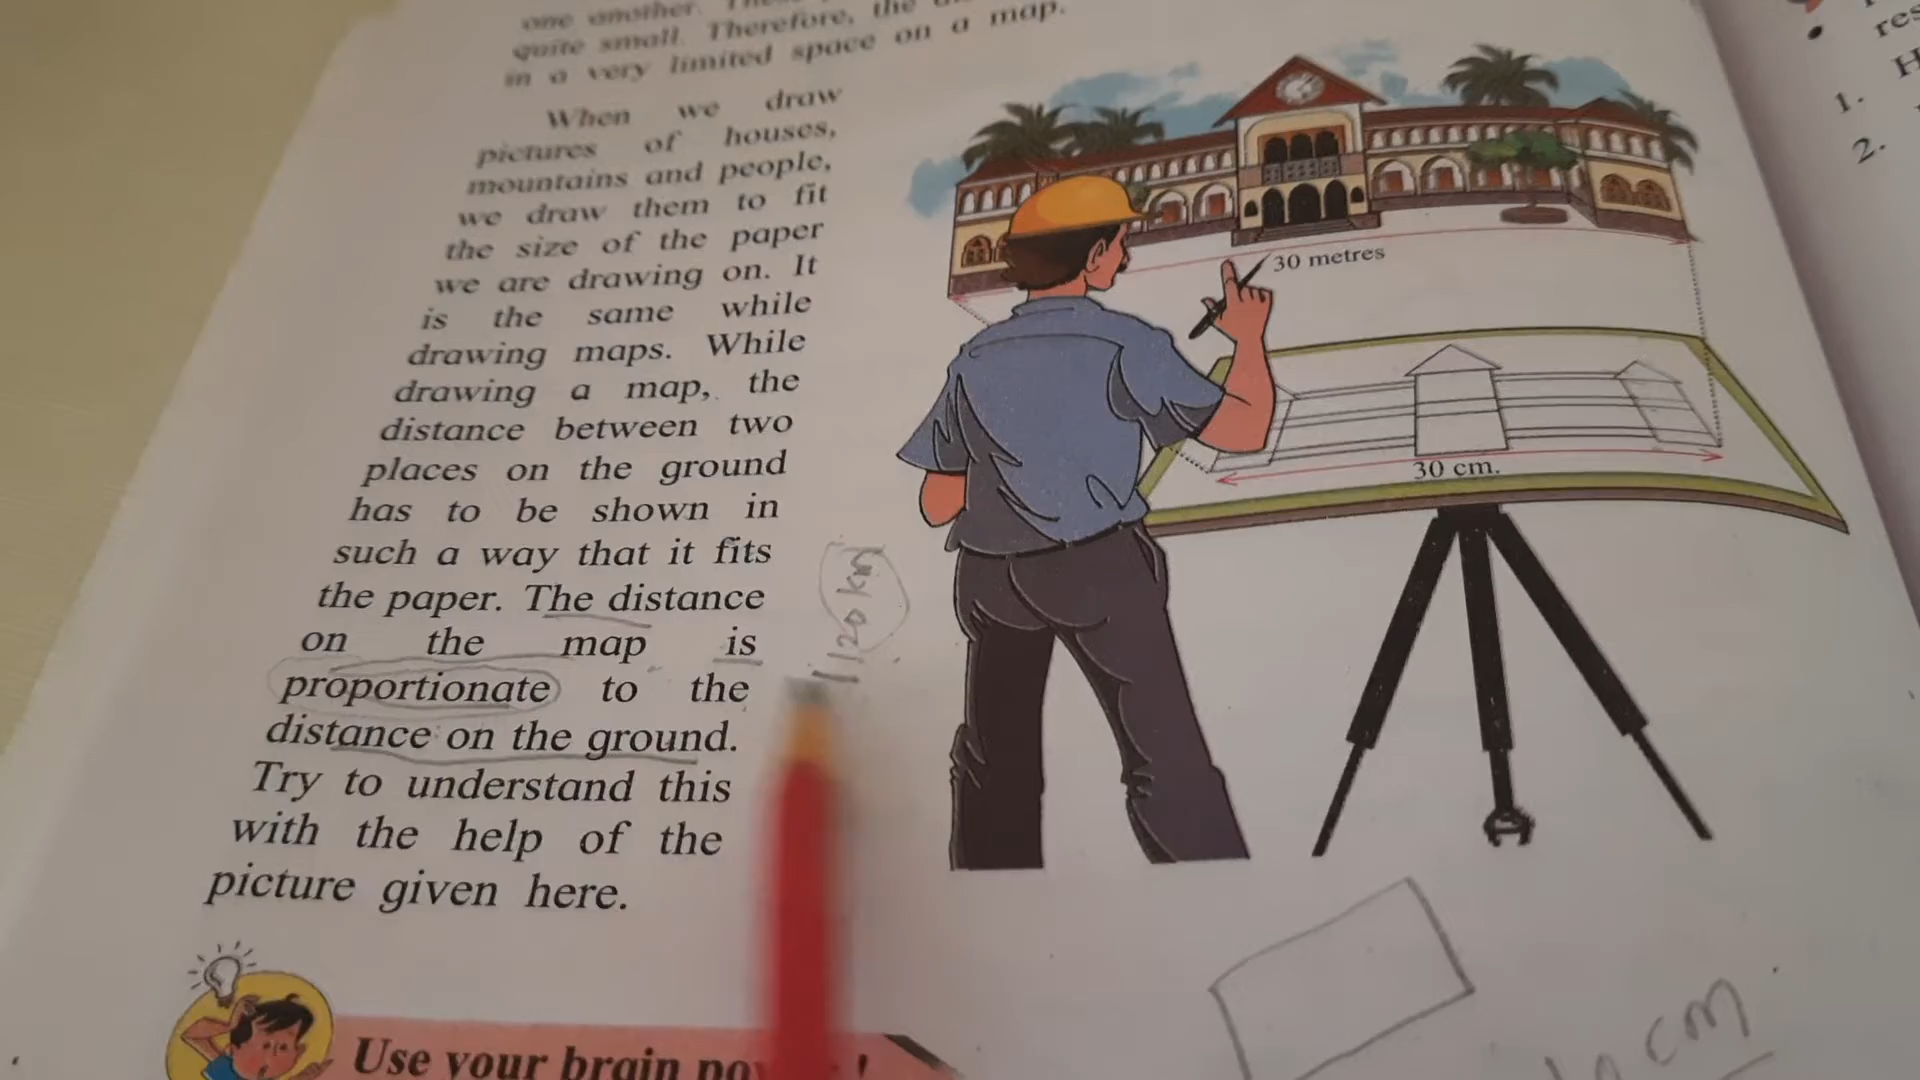 one another.
quite small. Therefore, the
in a very limited space on a map.
When we draw
pictures of houses,
mountains and people,
we draw them to fit
the size of the paper
we are drawing on. It
is the same while
drawing maps. While
drawing a map, the
distance between two
places on the ground
has to be shown in
such a way that it fits
the paper. The distance
on the map is
proportionate to the
distance on the ground.
Try to understand this
with the help of the
picture given here.
30 metres
30 cm.
120 km
cm
Use your brain
1.
2.